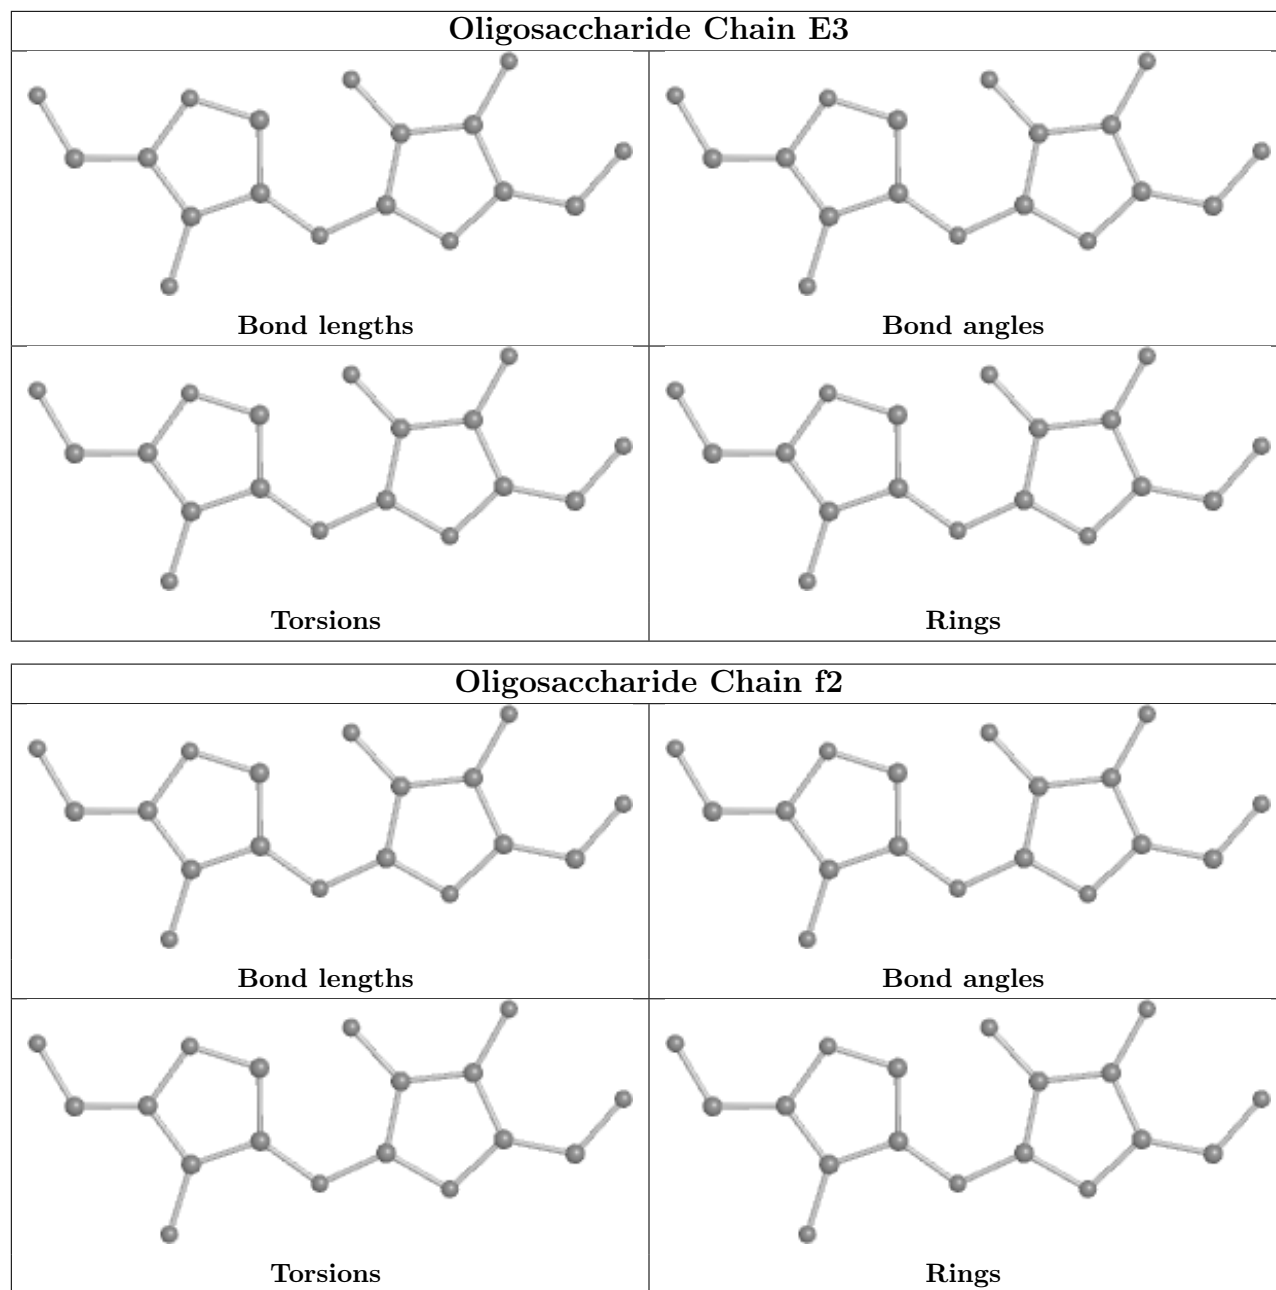 Oligosaccharide Chain E3
Bond lengths
Bond angles
Torsions
Rings
Oligosaccharide Chain f2
Bond lengths
Bond angles
Torsions
Rings